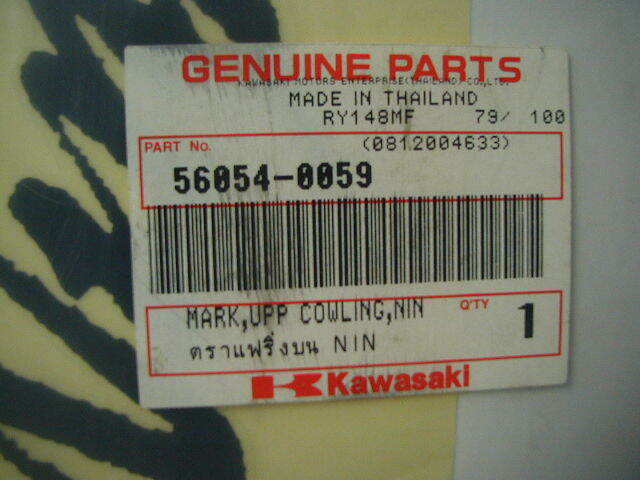 GENUINE PARTS
KAWASAKI MOTORS ENTERPRISE(THAILAND) CO.,LTD.
MADE IN THAILAND
RY148MF 79/ 100
PART No. (0812004633)
56054-0059
MARK,UPP COWLING,NIN Q'TY 1
ตราแฟริ่งบน NIN
Kawasaki